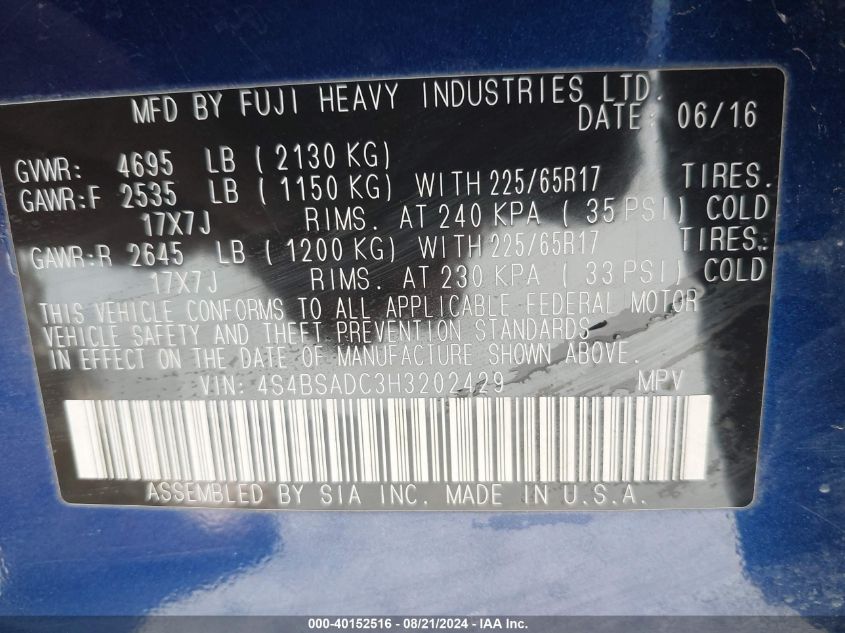 MFD BY FUJI HEAVY INDUSTRIES LTD.
DATE: 06/16
GVWR: 4695 LB ( 2130 KG)
GAWR:F 2535 LB ( 1150 KG) WITH 225/65R17 TIRES.
17X7J RIMS. AT 240 KPA ( 35 PSI) COLD
GAWR:R 2645 LB ( 1200 KG) WITH 225/65R17 TIRES.
17X7J RIMS. AT 230 KPA ( 33 PSI) COLD
THIS VEHICLE CONFORMS TO ALL APPLICABLE FEDERAL MOTOR
VEHICLE SAFETY AND THEFT PREVENTION STANDARDS
IN EFFECT ON THE DATE OF MANUFACTURE SHOWN ABOVE.
VIN: 4S4BSADC3H3202429 MPV
ASSEMBLED BY SIA INC. MADE IN U.S.A.
000-40152516 - 08/21/2024 - IAA Inc.